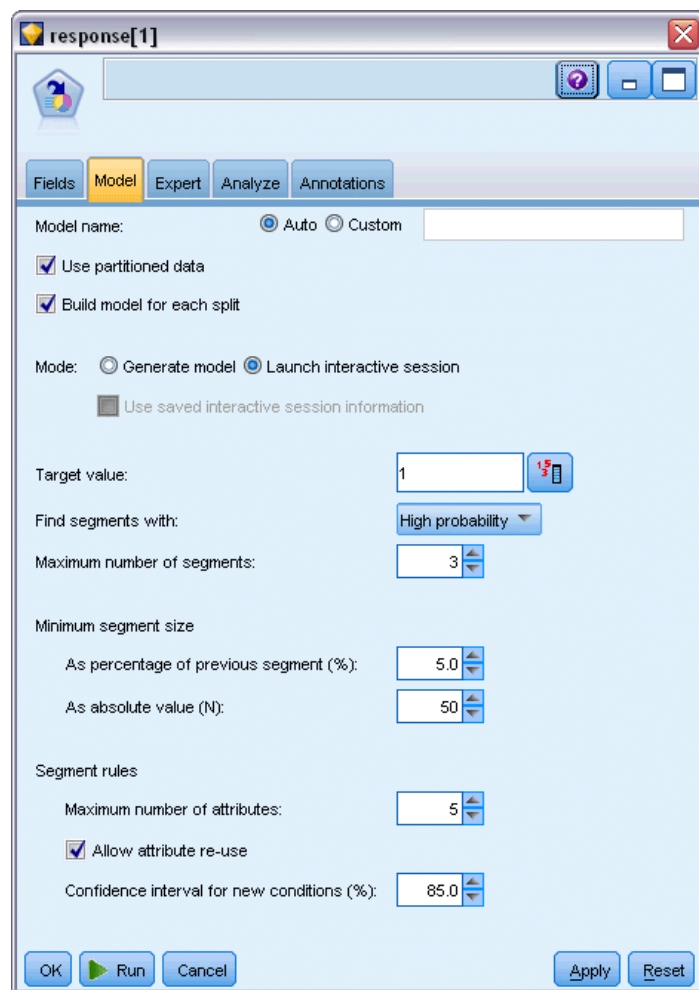 response[1]
Fields Model Expert Analyze Annotations
Model name: Auto Custom
Use partitioned data
Build model for each split
Mode: Generate model Launch interactive session
Use saved interactive session information
Target value: 1
Find segments with: High probability
Maximum number of segments: 3
Minimum segment size
As percentage of previous segment (%): 5.0
As absolute value (N): 50
Segment rules
Maximum number of attributes: 5
Allow attribute re-use
Confidence interval for new conditions (%): 85.0
OK Run Cancel Apply Reset